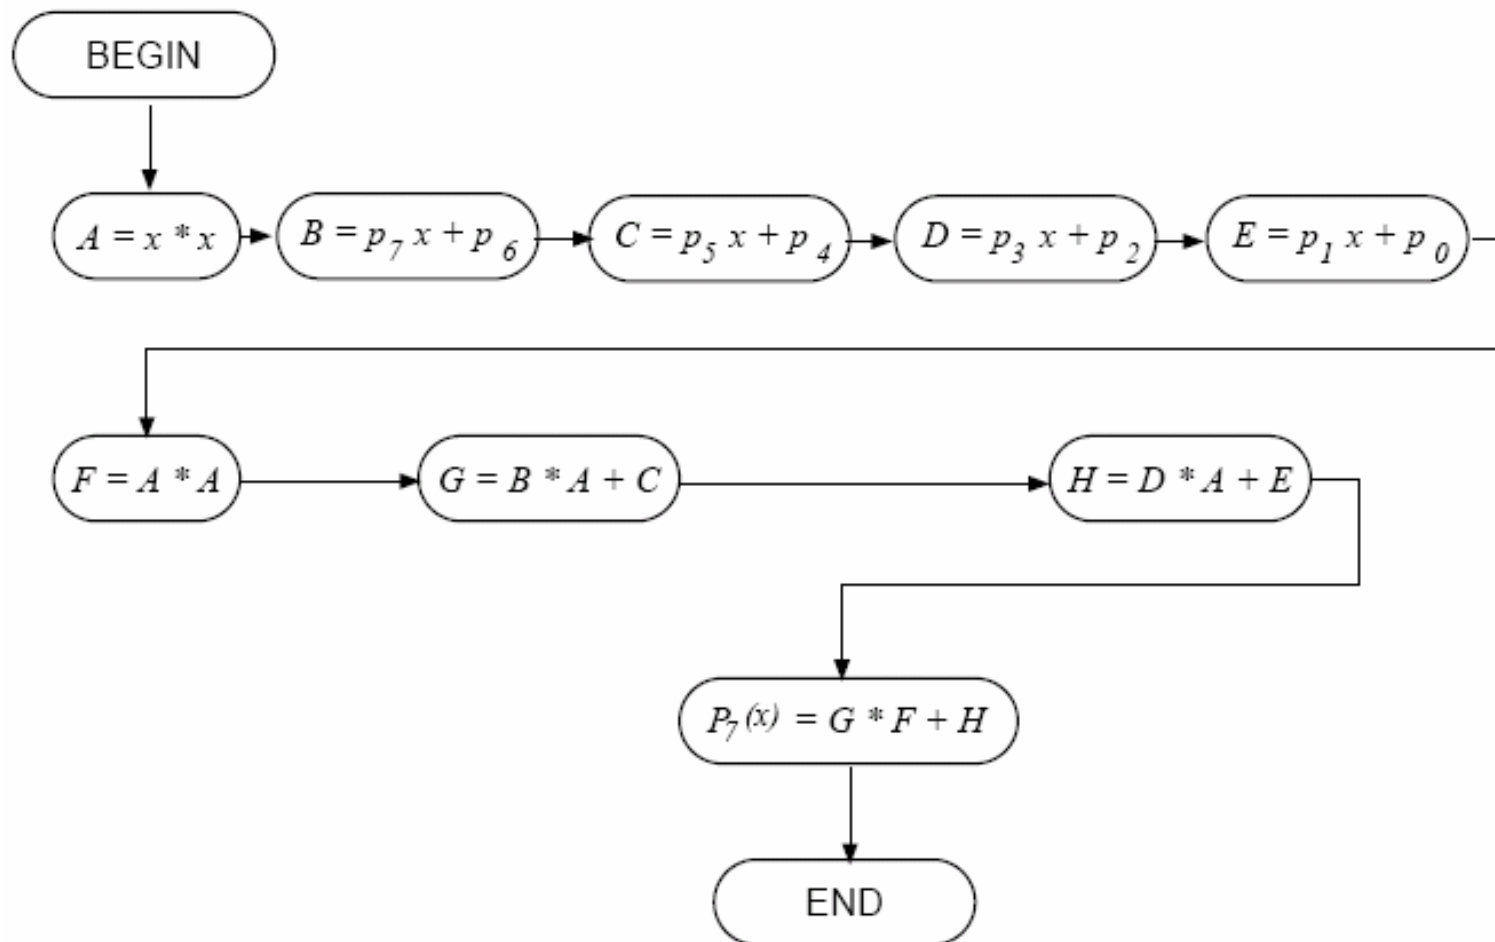 BEGIN
A = x * x
B = p₇ x + p₆
C = p₅ x + p₄
D = p₃ x + p₂
E = p₁ x + p₀
F = A * A
G = B * A + C
H = D * A + E
P₇(x) = G * F + H
END